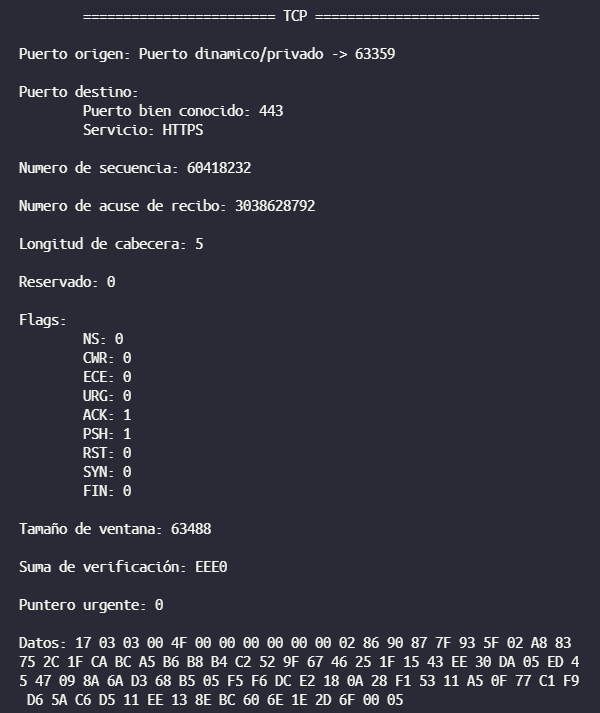 ======================== TCP ============================
Puerto origen: Puerto dinamico/privado -> 63359
Puerto destino:
Puerto bien conocido: 443
Servicio: HTTPS
Numero de secuencia: 60418232
Numero de acuse de recibo: 3038628792
Longitud de cabecera: 5
Reservado: 0
Flags:
NS: 0
CWR: 0
ECE: 0
URG: 0
ACK: 1
PSH: 1
RST: 0
SYN: 0
FIN: 0
Tamaño de ventana: 63488
Suma de verificación: EEE0
Puntero urgente: 0
Datos: 17 03 03 00 4F 00 00 00 00 00 00 02 86 90 87 7F 93 5F 02 A8 83
75 2C 1F CA BC A5 B6 B8 B4 C2 52 9F 67 46 25 1F 15 43 EE 30 DA 05 ED 4
5 47 09 8A 6A D3 68 B5 05 F5 F6 DC E2 18 0A 28 F1 53 11 A5 0F 77 C1 F9
D6 5A C6 D5 11 EE 13 8E BC 60 6E 1E 2D 6F 00 05